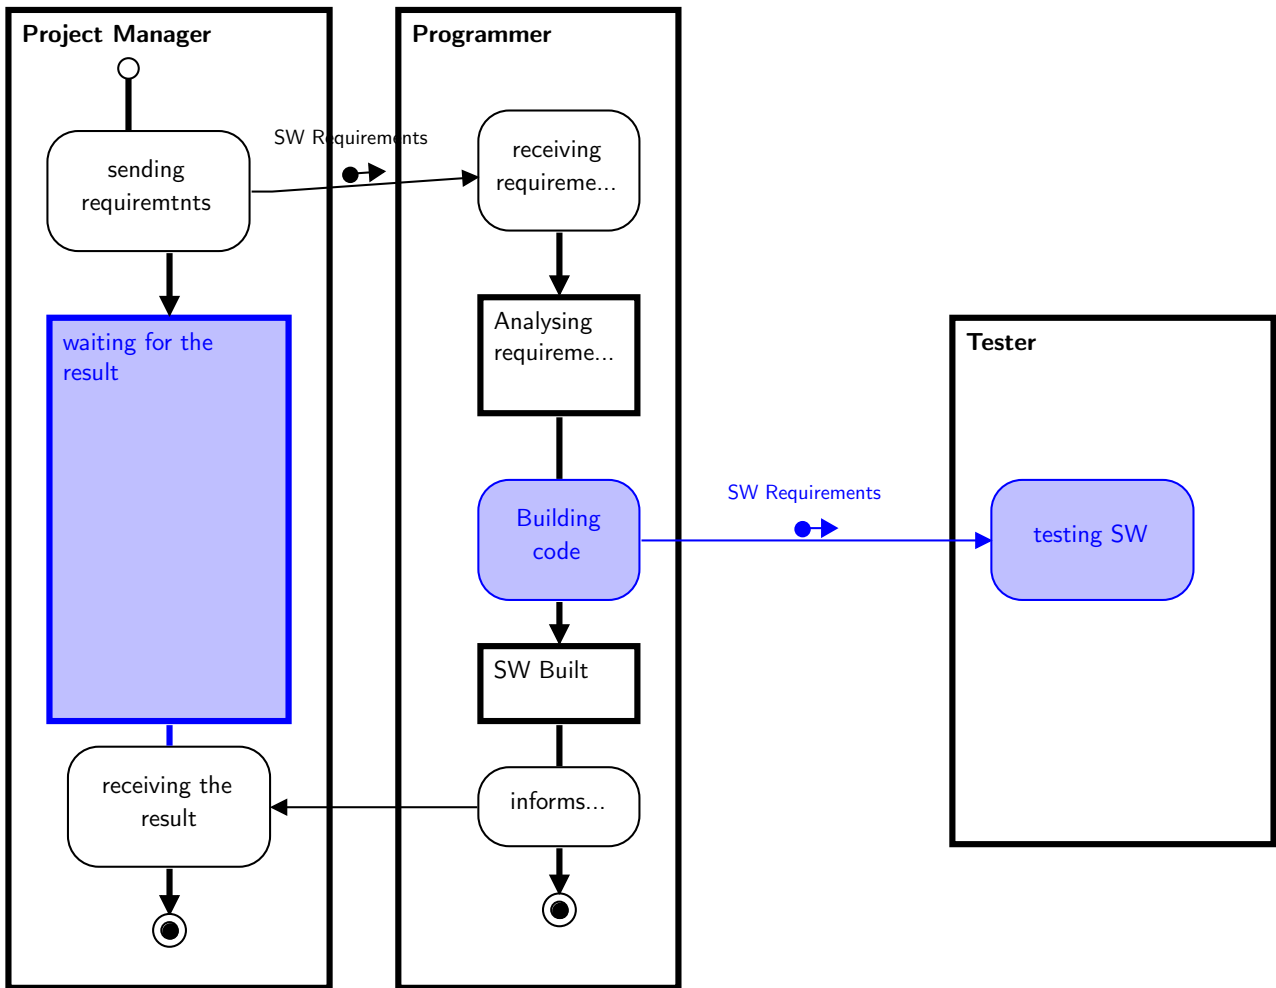 Project Manager
Programmer
SW Requirements
sending
requiremtnts
receiving
requireme...
waiting for the
result
Analysing
requireme...
Tester
Building
code
SW Requirements
testing SW
SW Built
receiving the
result
informs...